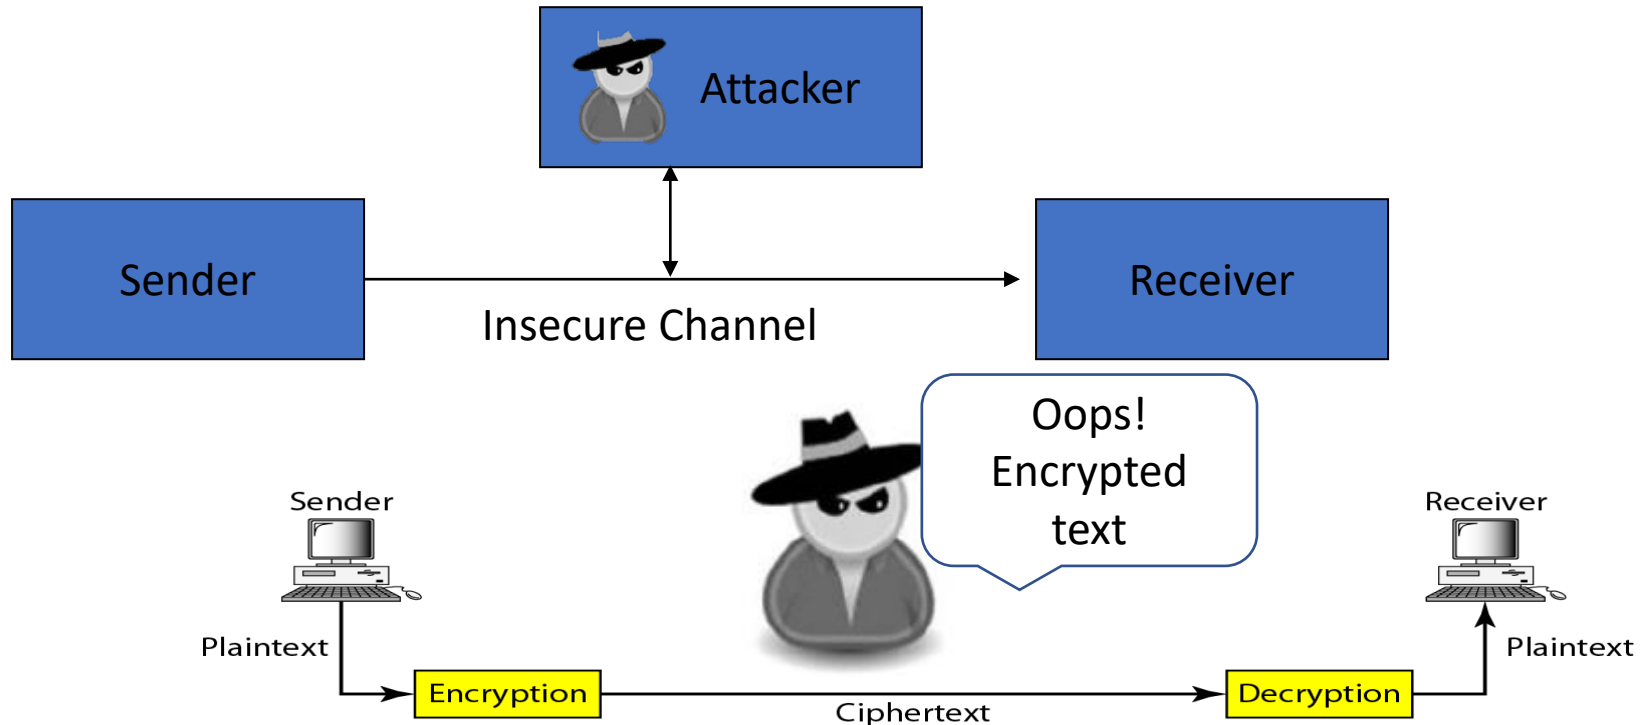 Attacker
Sender
Receiver
Insecure Channel
Oops!
Encrypted
text
Sender
Receiver
Plaintext
Plaintext
Encryption
Decryption
Ciphertext